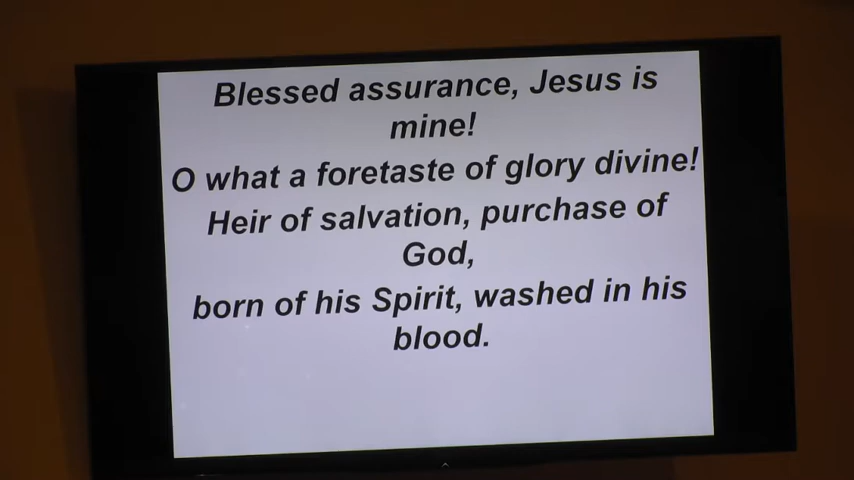 Blessed assurance, Jesus is
mine!
O what a foretaste of glory divine!
Heir of salvation, purchase of
God,
born of his Spirit, washed in his
blood.